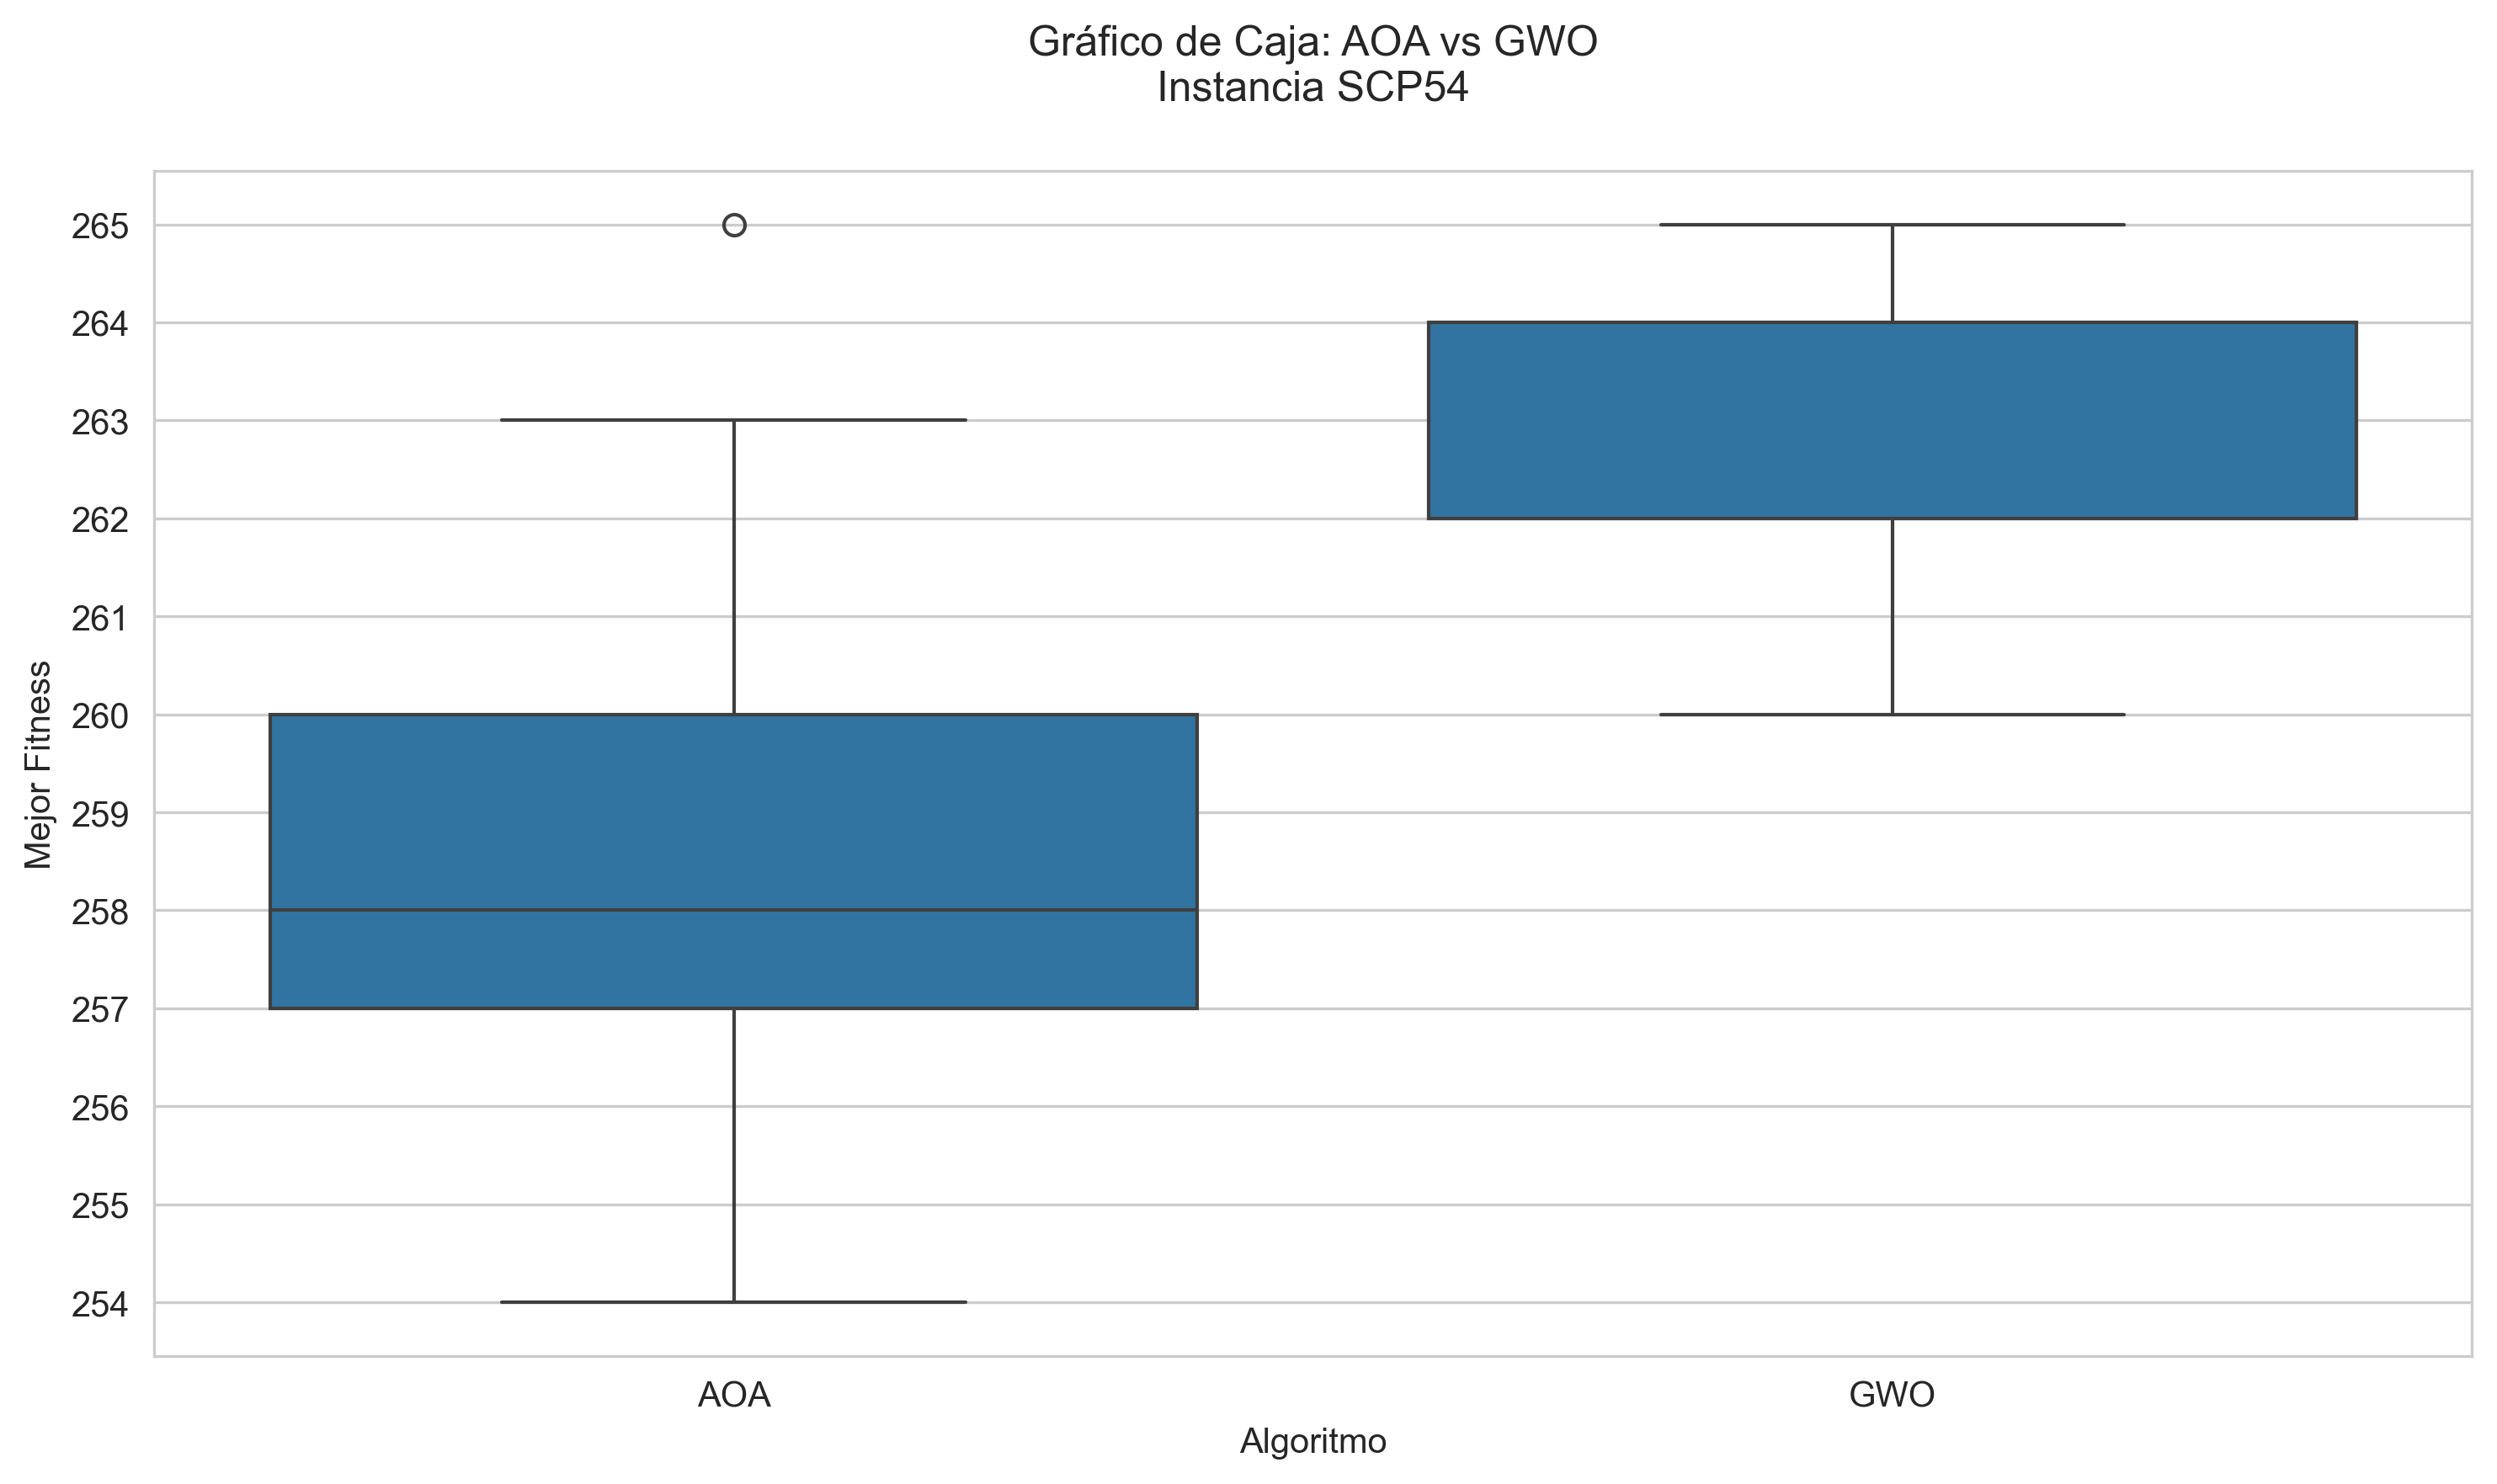 Gráfico de Caja: AOA vs GWO
Instancia SCP54
Mejor Fitness
265
264
263
262
261
260
259
258
257
256
255
254
AOA
GWO
Algoritmo